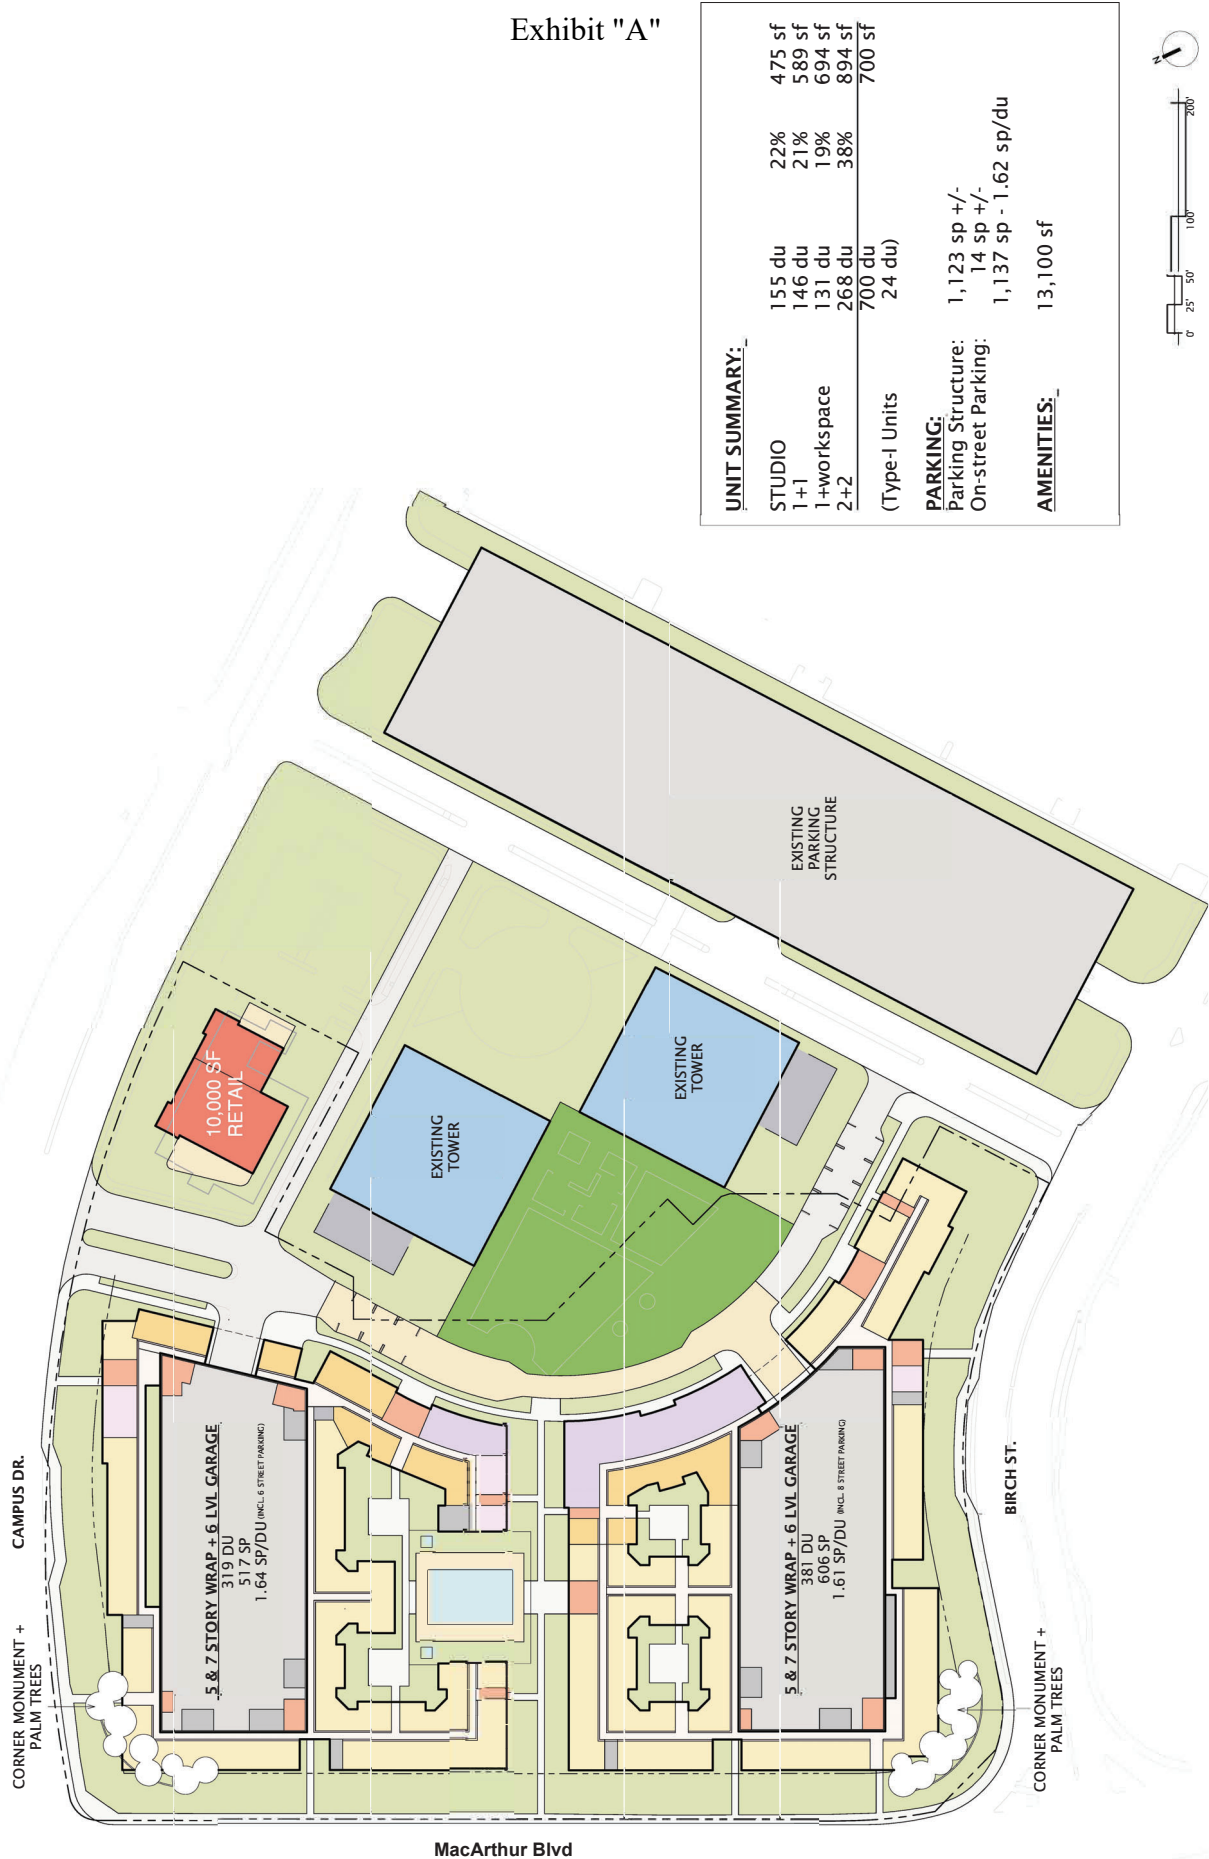 Exhibit "A"
UNIT SUMMARY:
STUDIO 155 du 22% 475 sf
1+1 146 du 21% 589 sf
1+workspace 131 du 19% 694 sf
2+2 268 du 38% 894 sf
700 du 700 sf
(Type-I Units 24 du)
PARKING:
Parking Structure: 1,123 sp +/-
On-street Parking: 14 sp +/-
1,137 sp - 1.62 sp/du
AMENITIES: 13,100 sf
N
0' 25' 50' 100' 200'
EXISTING
PARKING
STRUCTURE
10,000 SF
RETAIL
EXISTING
TOWER
EXISTING
TOWER
CAMPUS DR.
CORNER MONUMENT +
PALM TREES
5 & 7 STORY WRAP + 6 LVL GARAGE
319 DU
517 SP
1.64 SP/DU (INCL. 6 STREET PARKING)
5 & 7 STORY WRAP + 6 LVL GARAGE
381 DU
606 SP
1.61 SP/DU (INCL. 8 STREET PARKING)
BIRCH ST.
CORNER MONUMENT +
PALM TREES
MacArthur Blvd